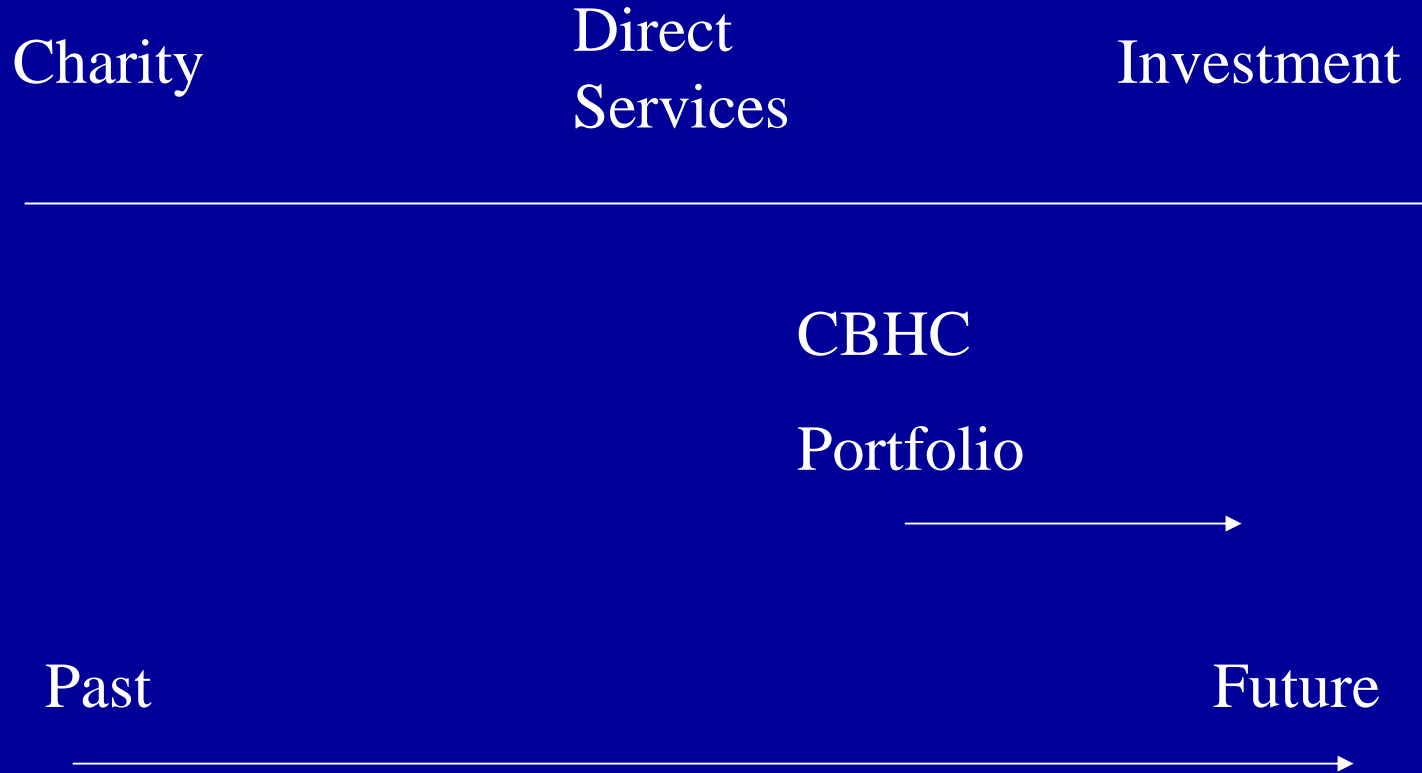 Charity
Direct
Services
Investment
CBHC
Portfolio
Past
Future